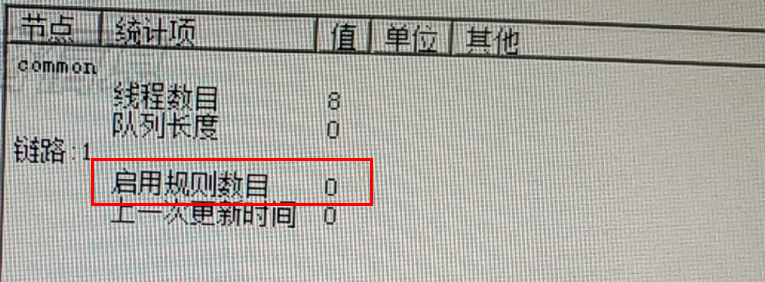 节点 统计项 值 单位 其他
common
线程数目 8
队列长度 0
链路:1
启用规则数目 0
上一次更新时间 0